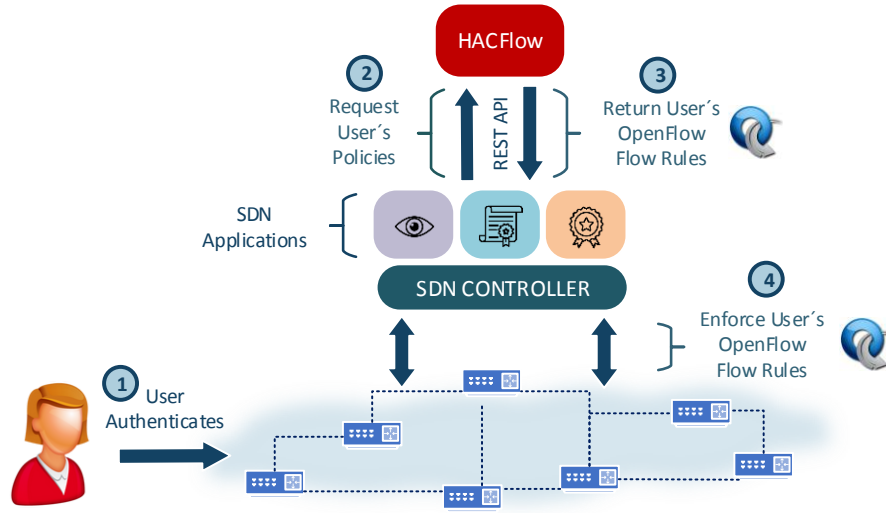 HACFlow
2
Request
User´s
Policies
REST API
3
Return User´s
OpenFlow
Flow Rules
SDN
Applications
SDN CONTROLLER
4
Enforce User´s
OpenFlow
Flow Rules
1
User
Authenticates